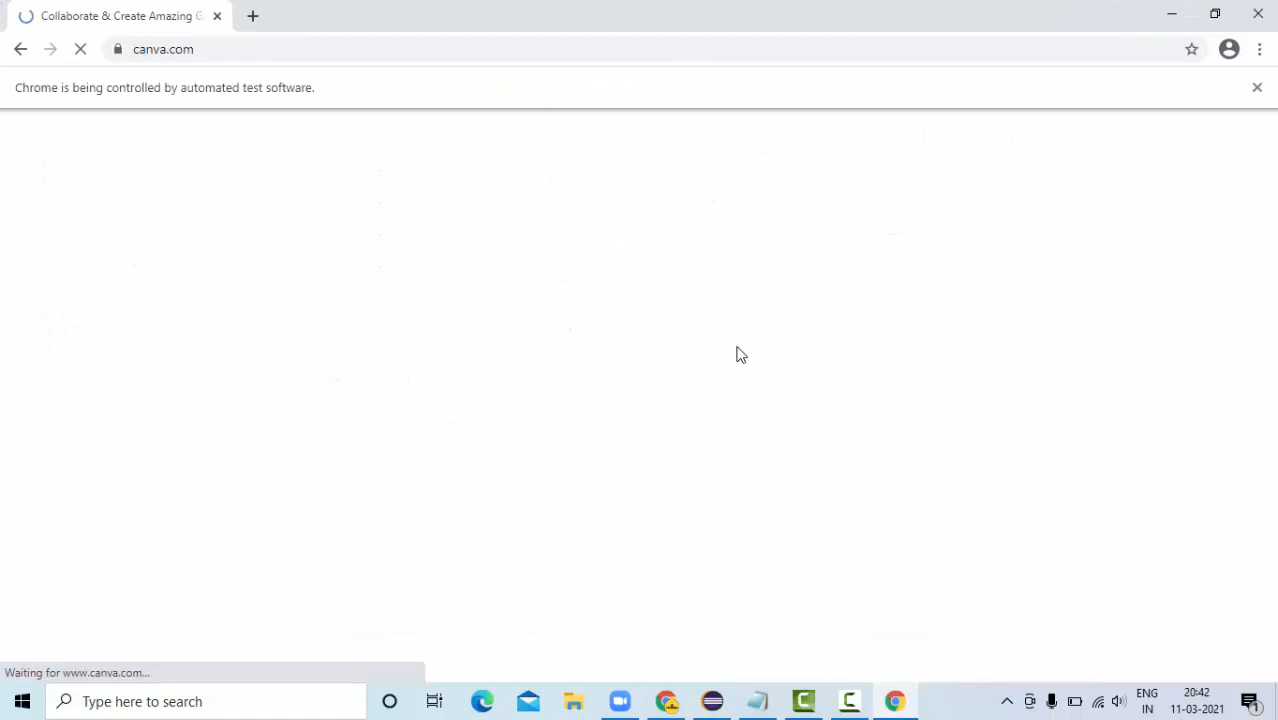 Collaborate & Create Amazing G
canva.com
Chrome is being controlled by automated test software.
Waiting for www.canva.com...
Type here to search
ENG
IN
20:42
11-03-2021
1